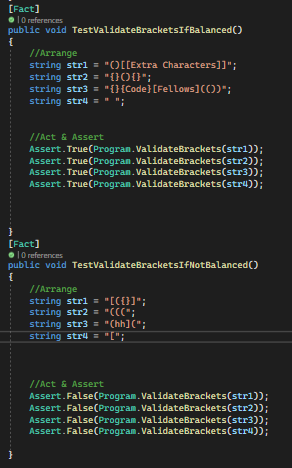 [Fact]
0 references
public void TestValidateBracketsIfBalanced()
{
//Arrange
string str1 = "()[[Extra Characters]]";
string str2 = "{}(){}";
string str3 = "{}{Code}[Fellows](())";
string str4 = " ";
//Act & Assert
Assert.True(Program.ValidateBrackets(str1));
Assert.True(Program.ValidateBrackets(str2));
Assert.True(Program.ValidateBrackets(str3));
Assert.True(Program.ValidateBrackets(str4));
}
[Fact]
0 references
public void TestValidateBracketsIfNotBalanced()
{
//Arrange
string str1 = "[({}]";
string str2 = "(((";
string str3 = "(hh](";
string str4 = "[";
//Act & Assert
Assert.False(Program.ValidateBrackets(str1));
Assert.False(Program.ValidateBrackets(str2));
Assert.False(Program.ValidateBrackets(str3));
Assert.False(Program.ValidateBrackets(str4));
}